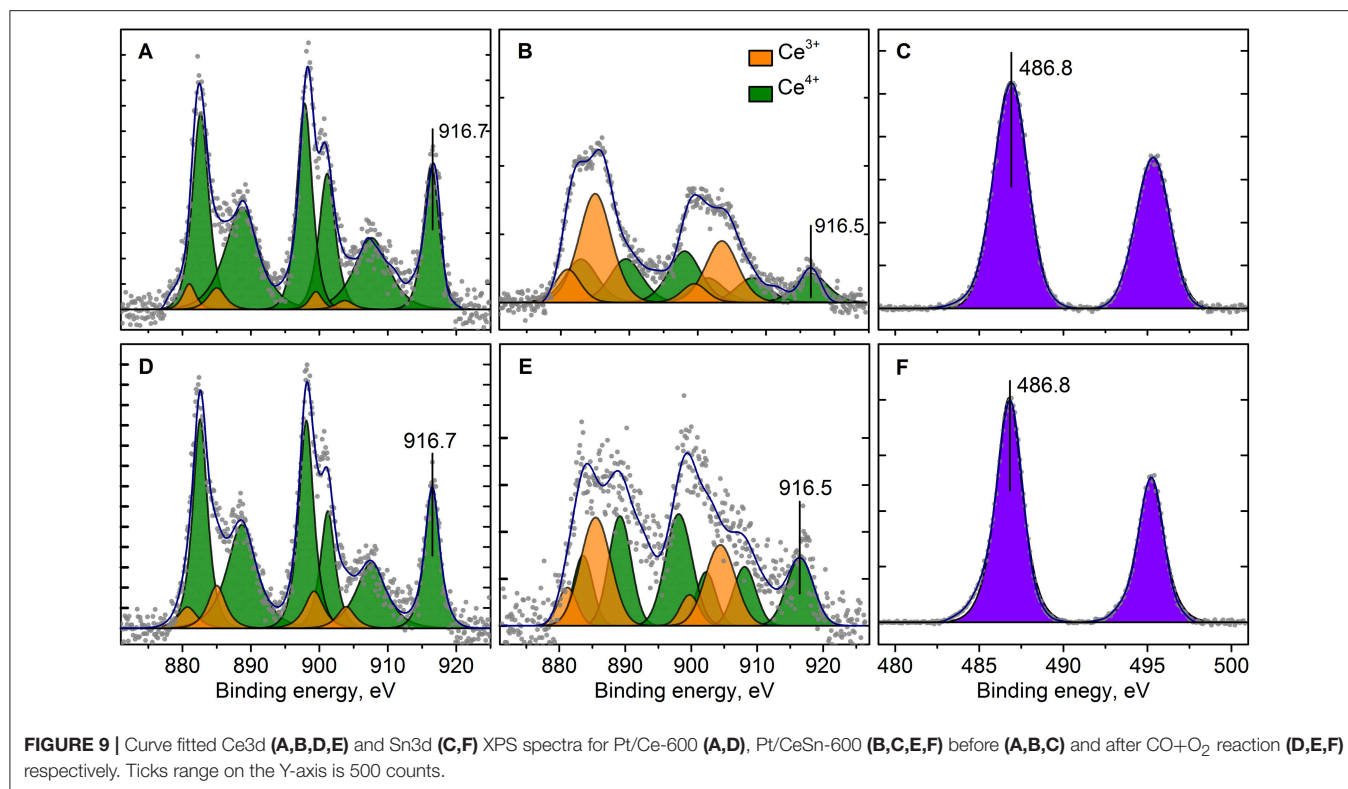 A
916.7
B
Ce3+
Ce4+
916.5
C
486.8
D
916.7
880 890 900 910 920
Binding energy, eV
E
916.5
880 890 900 910 920
Binding energy, eV
F
486.8
480 485 490 495 500
Binding enegy, eV
FIGURE 9 | Curve fitted Ce3d (A,B,D,E) and Sn3d (C,F) XPS spectra for Pt/Ce-600 (A,D), Pt/CeSn-600 (B,C,E,F) before (A,B,C) and after CO+O2 reaction (D,E,F)
respectively. Ticks range on the Y-axis is 500 counts.